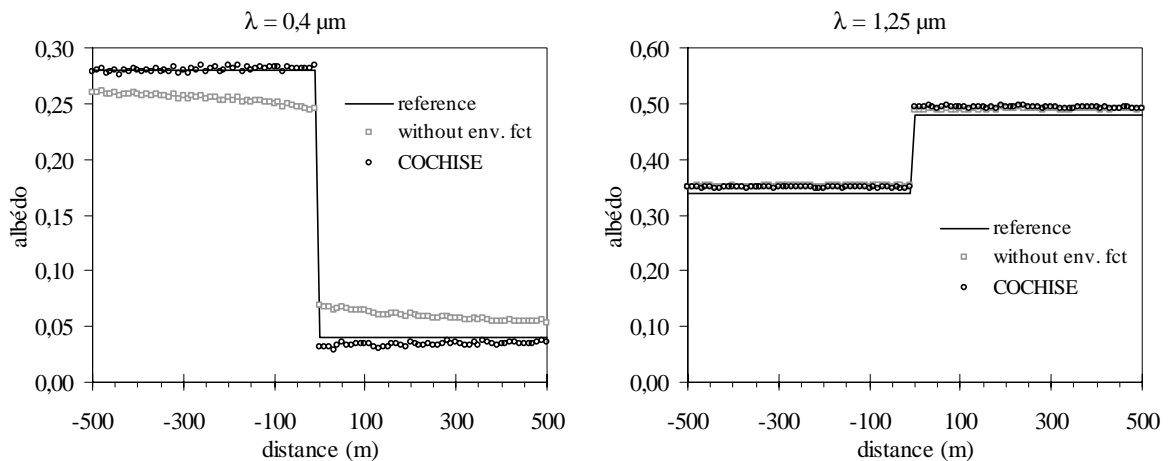 λ = 0,4 µm
0,30
0,25
0,20
0,15
0,10
0,05
0,00
albédo
reference
without env. fct
COCHISE
-500
-300
-100
100
300
500
distance (m)
λ = 1,25 µm
0,60
0,50
0,40
0,30
0,20
0,10
0,00
albédo
reference
without env. fct
COCHISE
-500
-300
-100
100
300
500
distance (m)